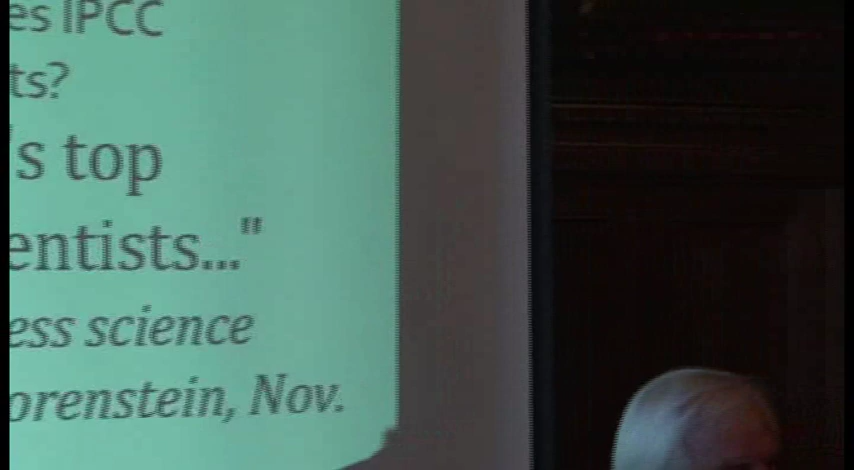 es IPCC
ts?
's top
entists..."
ess science
orenstein, Nov.